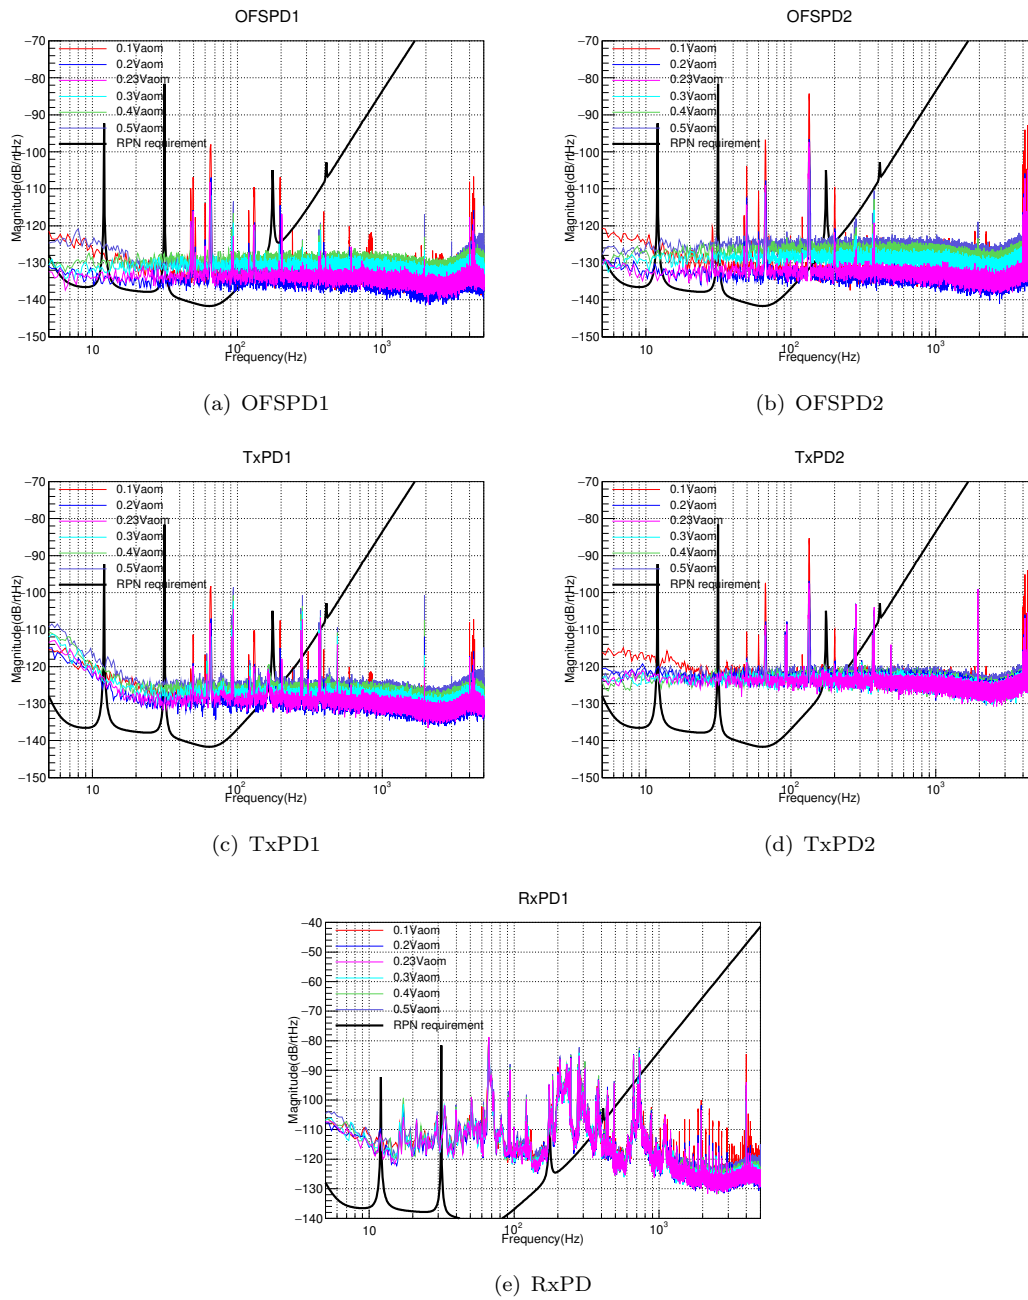 OFSPD1
Magnitude(dB/rtHz)
−70
−80
−90
−100
−110
−120
−130
−140
−150
0.1Vaom
0.2Vaom
0.23Vaom
0.3Vaom
0.4Vaom
0.5Vaom
RPN requirement
10 10² 10³
Frequency(Hz)
(a) OFSPD1
OFSPD2
Magnitude(dB/rtHz)
−70
−80
−90
−100
−110
−120
−130
−140
−150
0.1Vaom
0.2Vaom
0.23Vaom
0.3Vaom
0.4Vaom
0.5Vaom
RPN requirement
10 10² 10³
Frequency(Hz)
(b) OFSPD2
TxPD1
Magnitude(dB/rtHz)
−70
−80
−90
−100
−110
−120
−130
−140
−150
0.1Vaom
0.2Vaom
0.23Vaom
0.3Vaom
0.4Vaom
0.5Vaom
RPN requirement
10 10² 10³
Frequency(Hz)
(c) TxPD1
TxPD2
Magnitude(dB/rtHz)
−70
−80
−90
−100
−110
−120
−130
−140
−150
0.1Vaom
0.2Vaom
0.23Vaom
0.3Vaom
0.4Vaom
0.5Vaom
RPN requirement
10 10² 10³
Frequency(Hz)
(d) TxPD2
RxPD1
Magnitude(dB/rtHz)
−40
−50
−60
−70
−80
−90
−100
−110
−120
−130
−140
0.1Vaom
0.2Vaom
0.23Vaom
0.3Vaom
0.4Vaom
0.5Vaom
RPN requirement
10 10² 10³
Frequency(Hz)
(e) RxPD